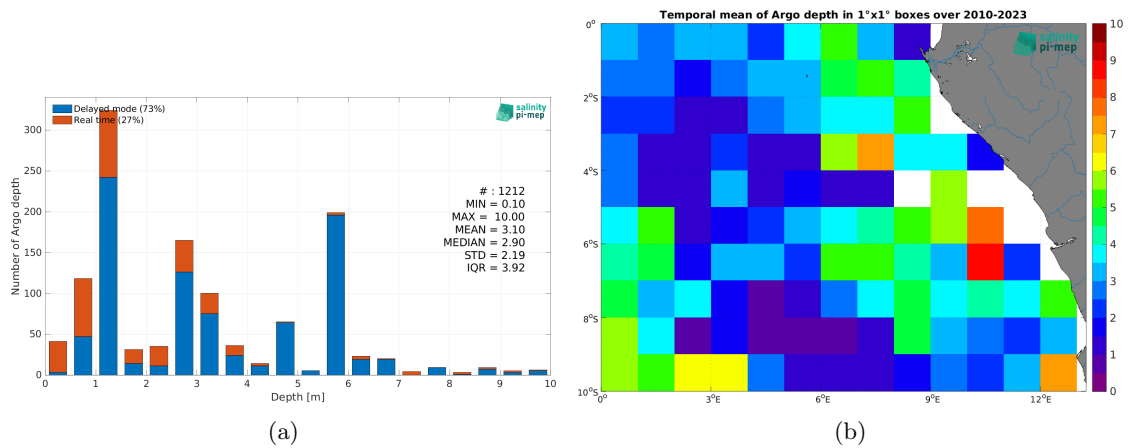 Delayed mode (73%)
Real time (27%)
salinity
pi-mep
# : 1212
MIN = 0.10
MAX = 10.00
MEAN = 3.10
MEDIAN = 2.90
STD = 2.19
IQR = 3.92
Number of Argo depth
300
250
200
150
100
50
0
0 1 2 3 4 5 6 7 8 9 10
Depth [m]
(a)
Temporal mean of Argo depth in 1°x1° boxes over 2010-2023
salinity
pi-mep
0°
2°S
4°S
6°S
8°S
10°S
0° 3°E 6°E 9°E 12°E
10
9
8
7
6
5
4
3
2
1
0
(b)